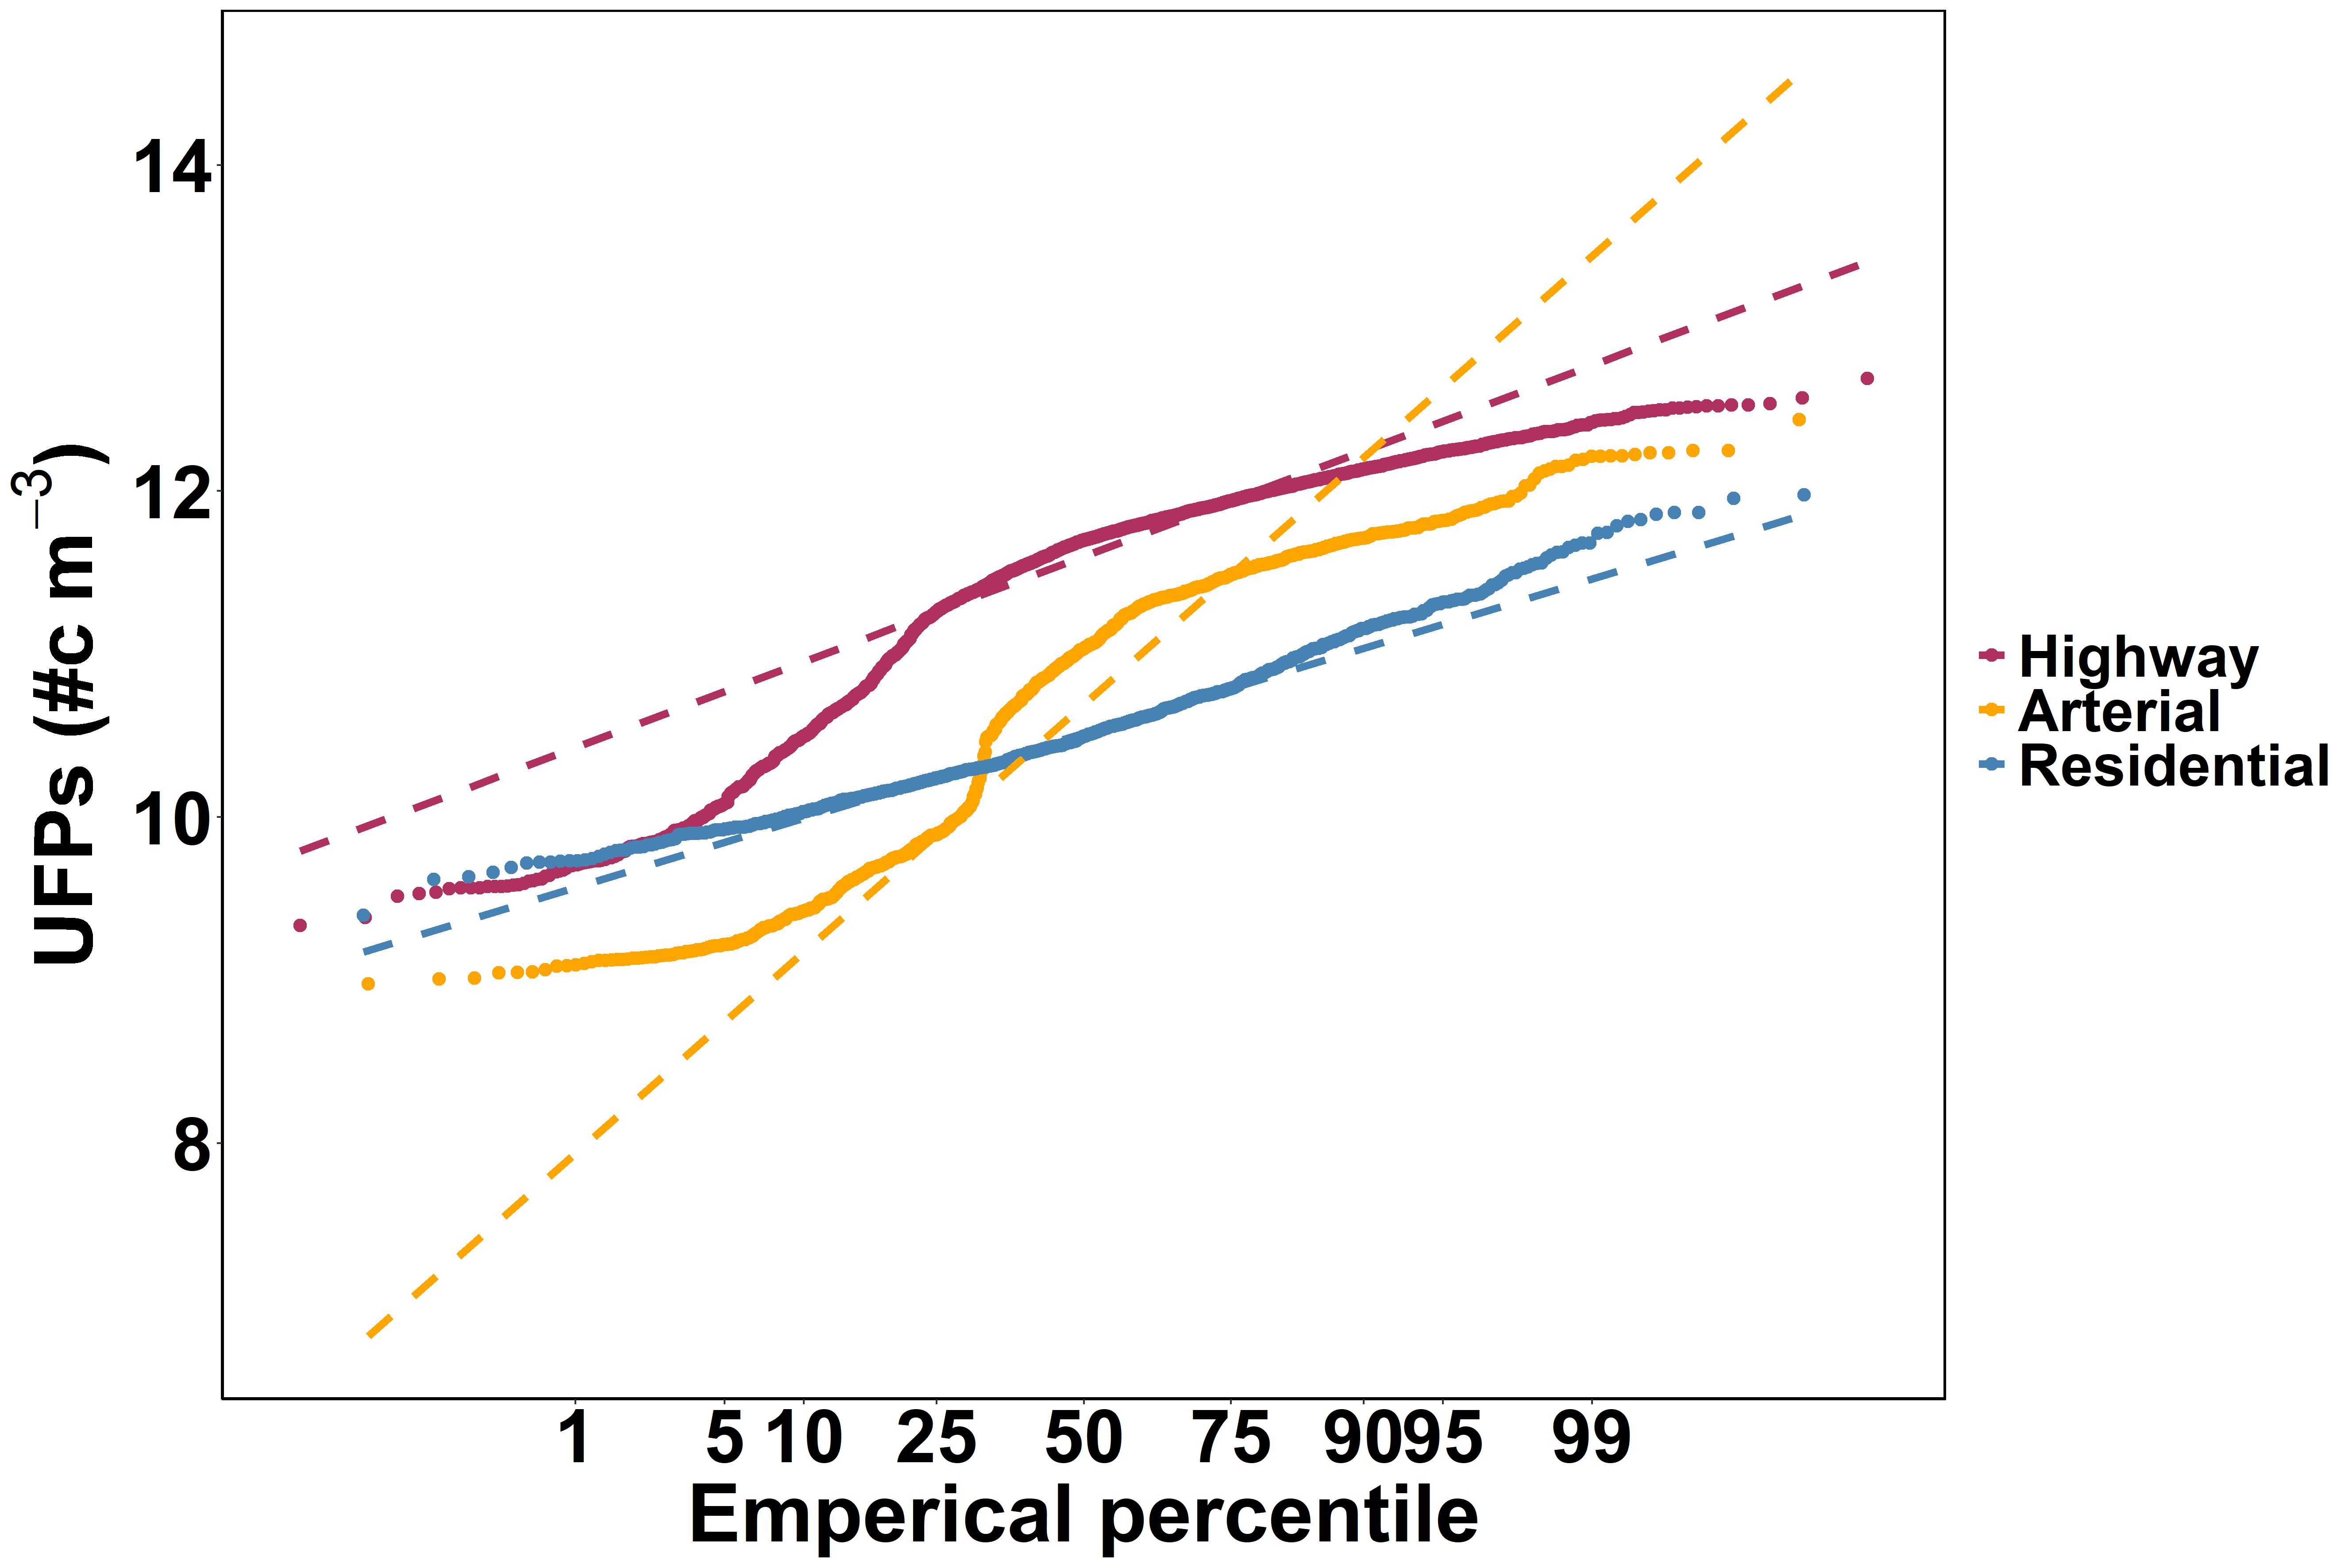 UFPs (#c m⁻³)
14
12
10
8
1 5 10 25 50 75 90 95 99
Emperical percentile
Highway
Arterial
Residential